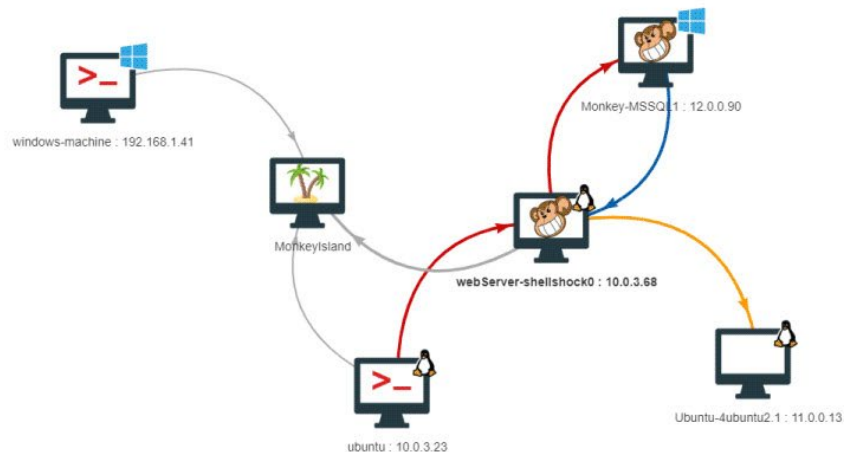 Monkey-MSSQL1 : 12.0.0.90
>_
windows-machine : 192.168.1.41
MonkeyIsland
webServer-shellshock0 : 10.0.3.68
>_
Ubuntu-4ubuntu2.1 : 11.0.0.13
ubuntu : 10.0.3.23